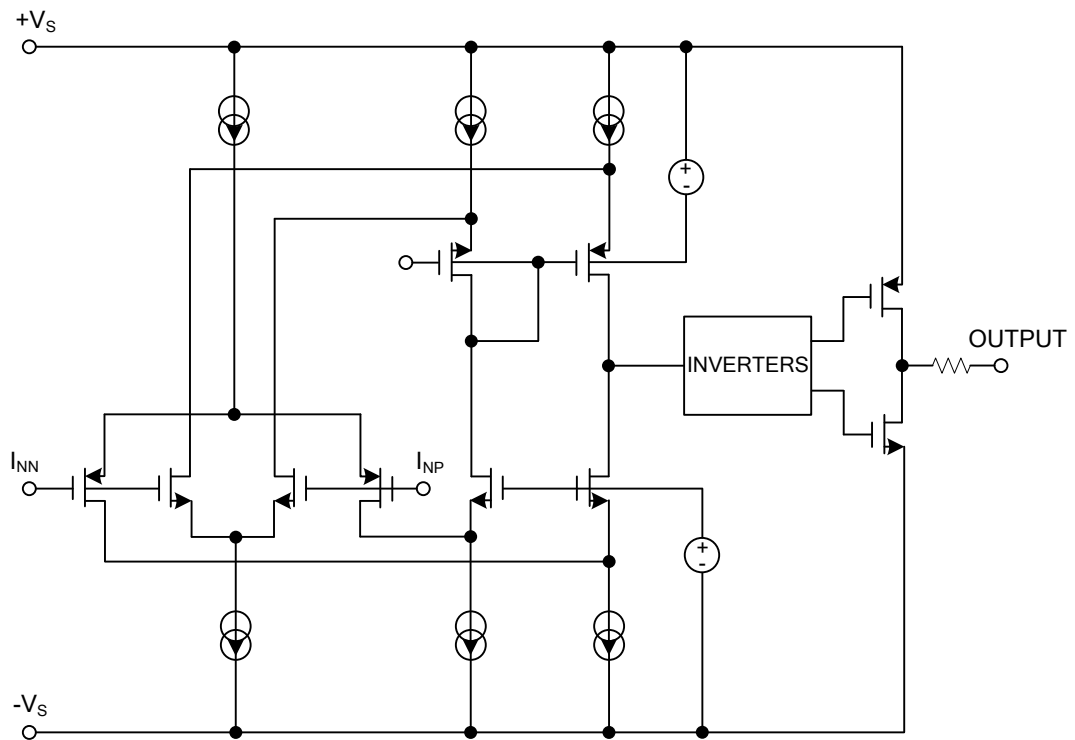 +VS
OUTPUT
INVERTERS
INN
INP
-VS
+
-
+
-